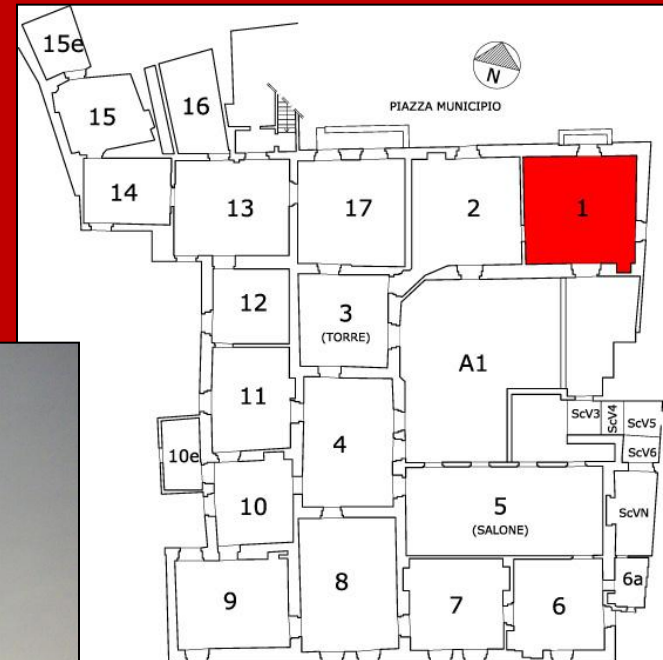 15e
15
16
N
PIAZZA MUNICIPIO
14
13
17
2
1
12
3
(TORRE)
A1
11
4
ScV3
ScV4
ScV5
ScV6
10e
10
5
(SALONE)
ScVN
9
8
7
6
6a